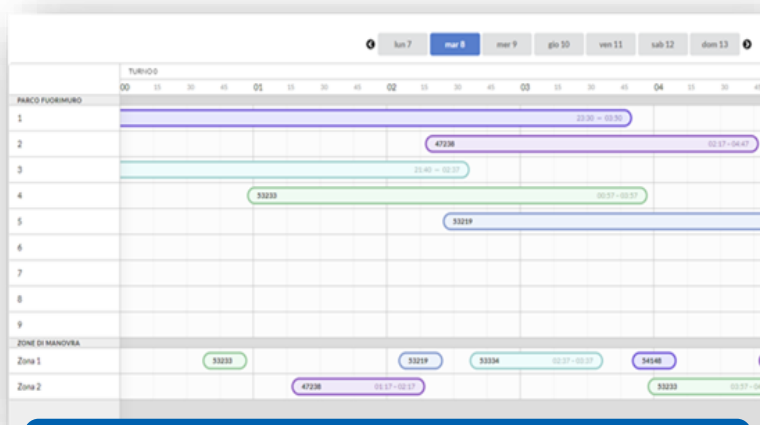 lun 7 mar 8 mer 9 gio 10 ven 11 sab 12 dom 13
TURNO 0
00 15 30 45 01 15 30 45 02 15 30 45 03 15 30 45 04 15 30
PARCO FUORIMURO
1 23:30 – 03:50
2 47238 02:17–04:47
3 21:40 – 02:37
4 53233 00:57–03:57
5 53219
6
7
8
9
ZONE DI MANOVRA
Zona 1 53233 53219 53334 02:37–03:37 54148
Zona 2 47238 01:17–02:17 53233